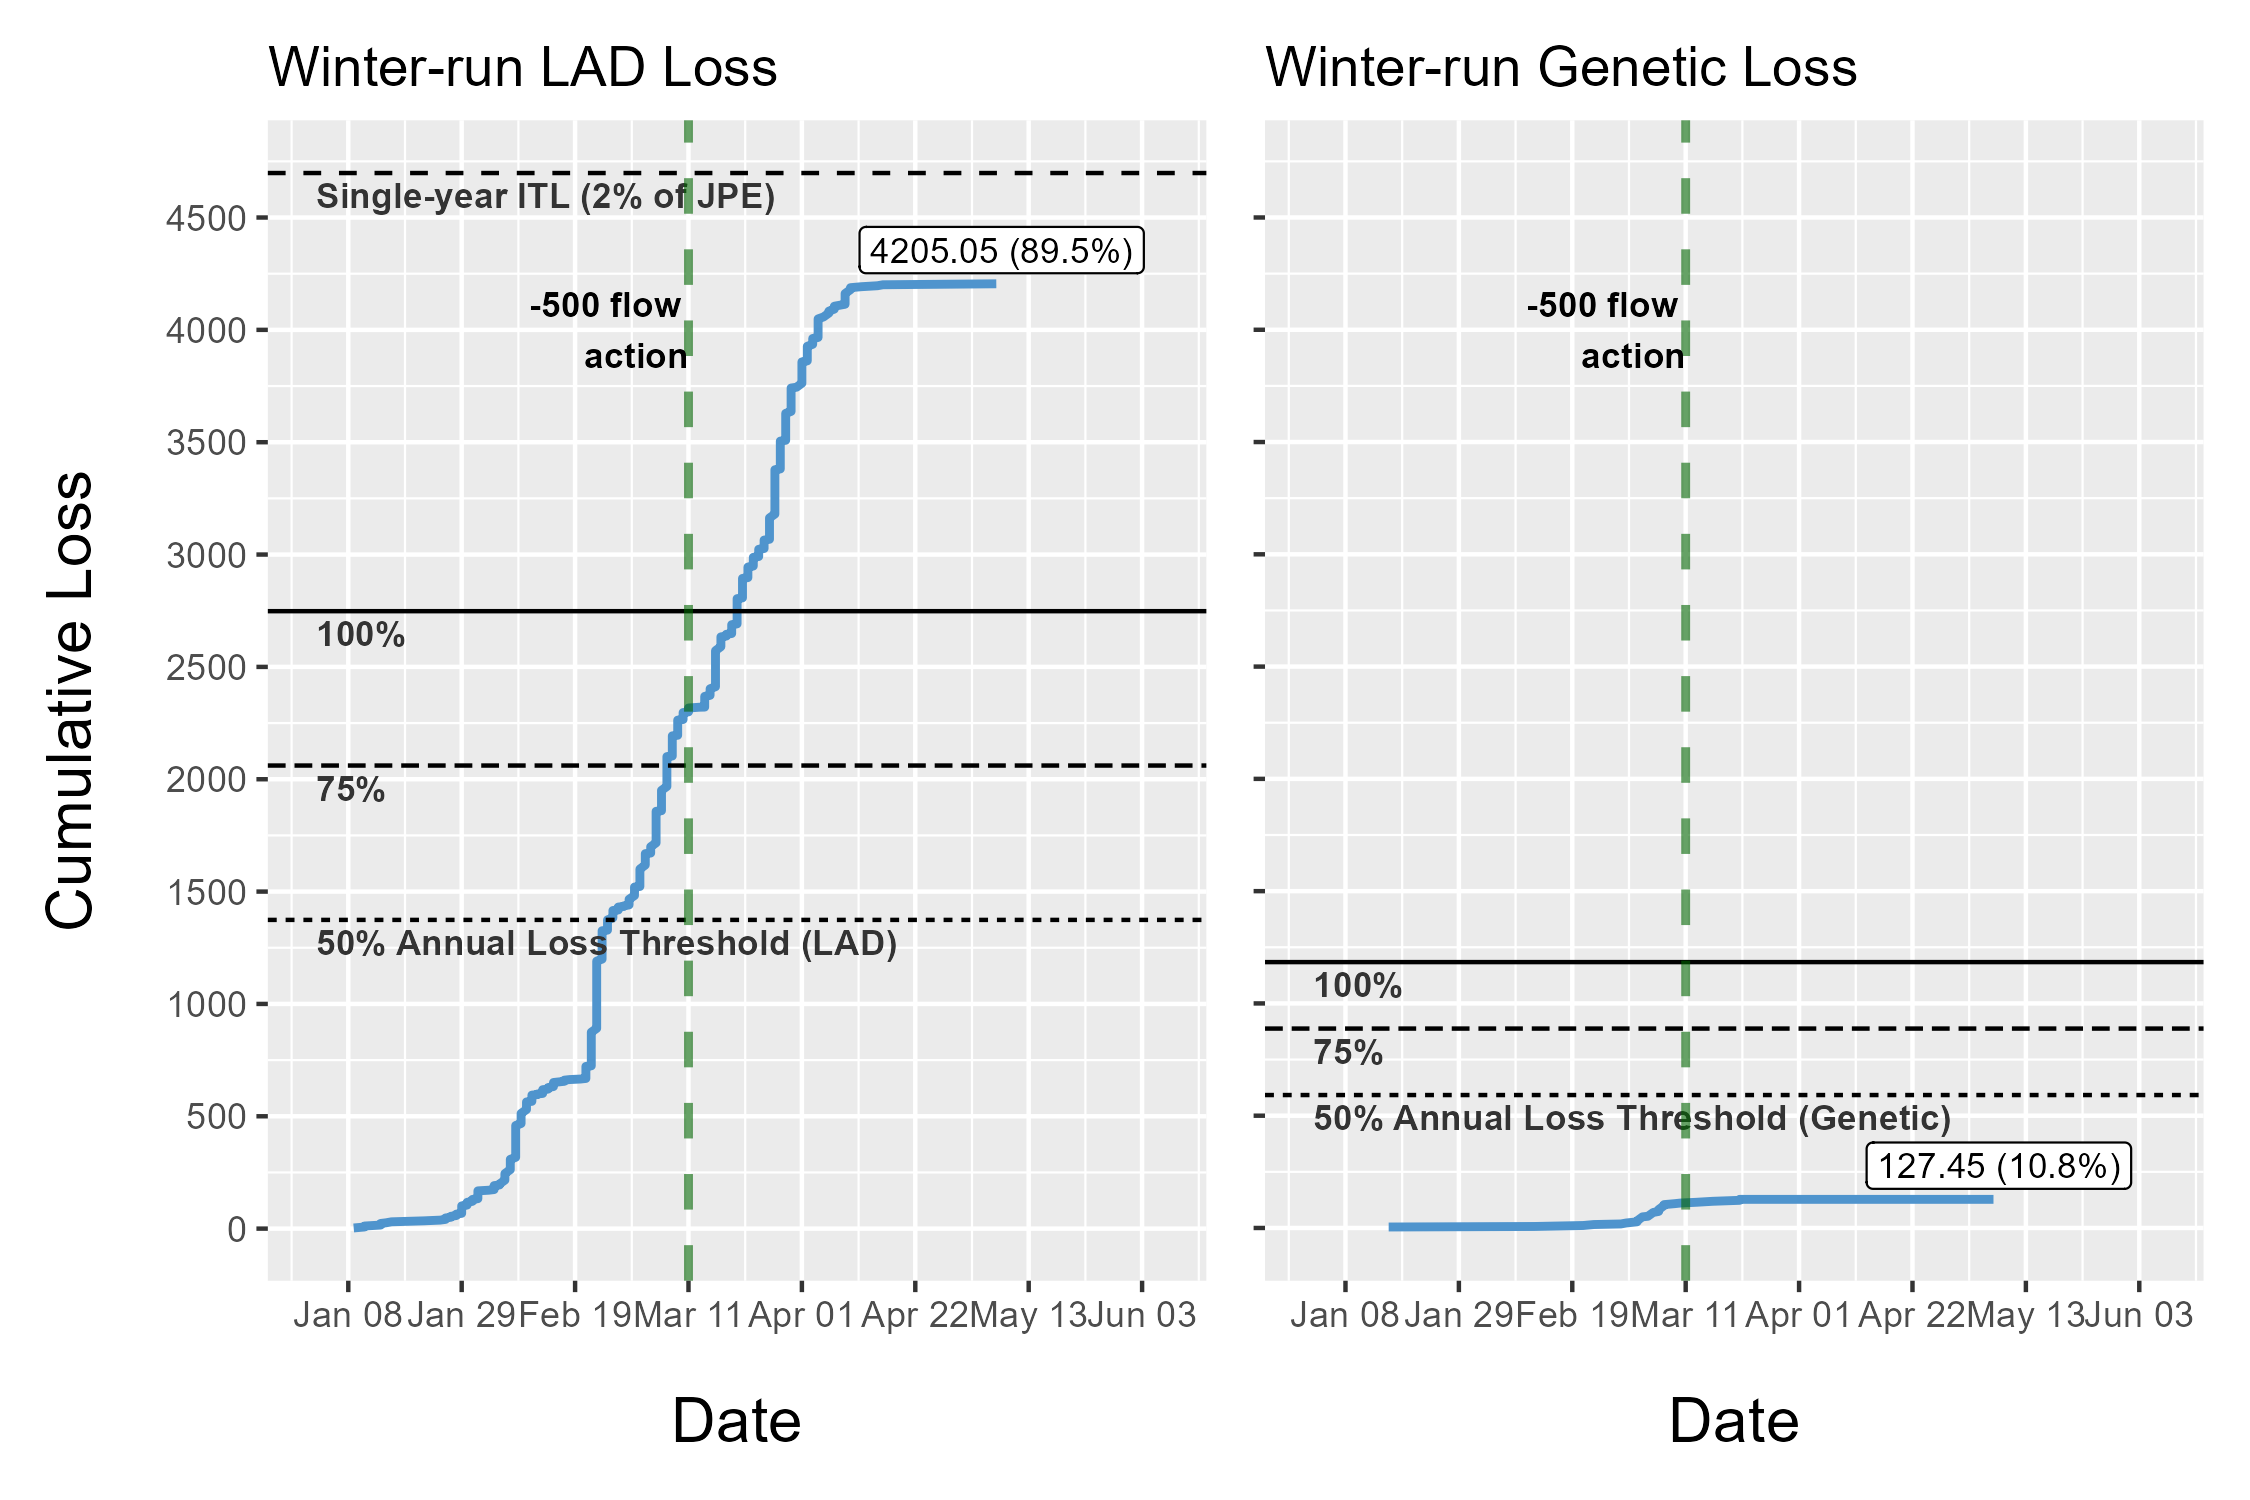 Winter-run LAD Loss
Winter-run Genetic Loss
Cumulative Loss
4500
4000
3500
3000
2500
2000
1500
1000
500
0
Single-year ITL (2% of JPE)
4205.05 (89.5%)
-500 flow
action
100%
75%
50% Annual Loss Threshold (LAD)
Jan 08 Jan 29 Feb 19 Mar 11 Apr 01 Apr 22 May 13 Jun 03
Date
-500 flow
action
100%
75%
50% Annual Loss Threshold (Genetic)
127.45 (10.8%)
Jan 08 Jan 29 Feb 19 Mar 11 Apr 01 Apr 22 May 13 Jun 03
Date